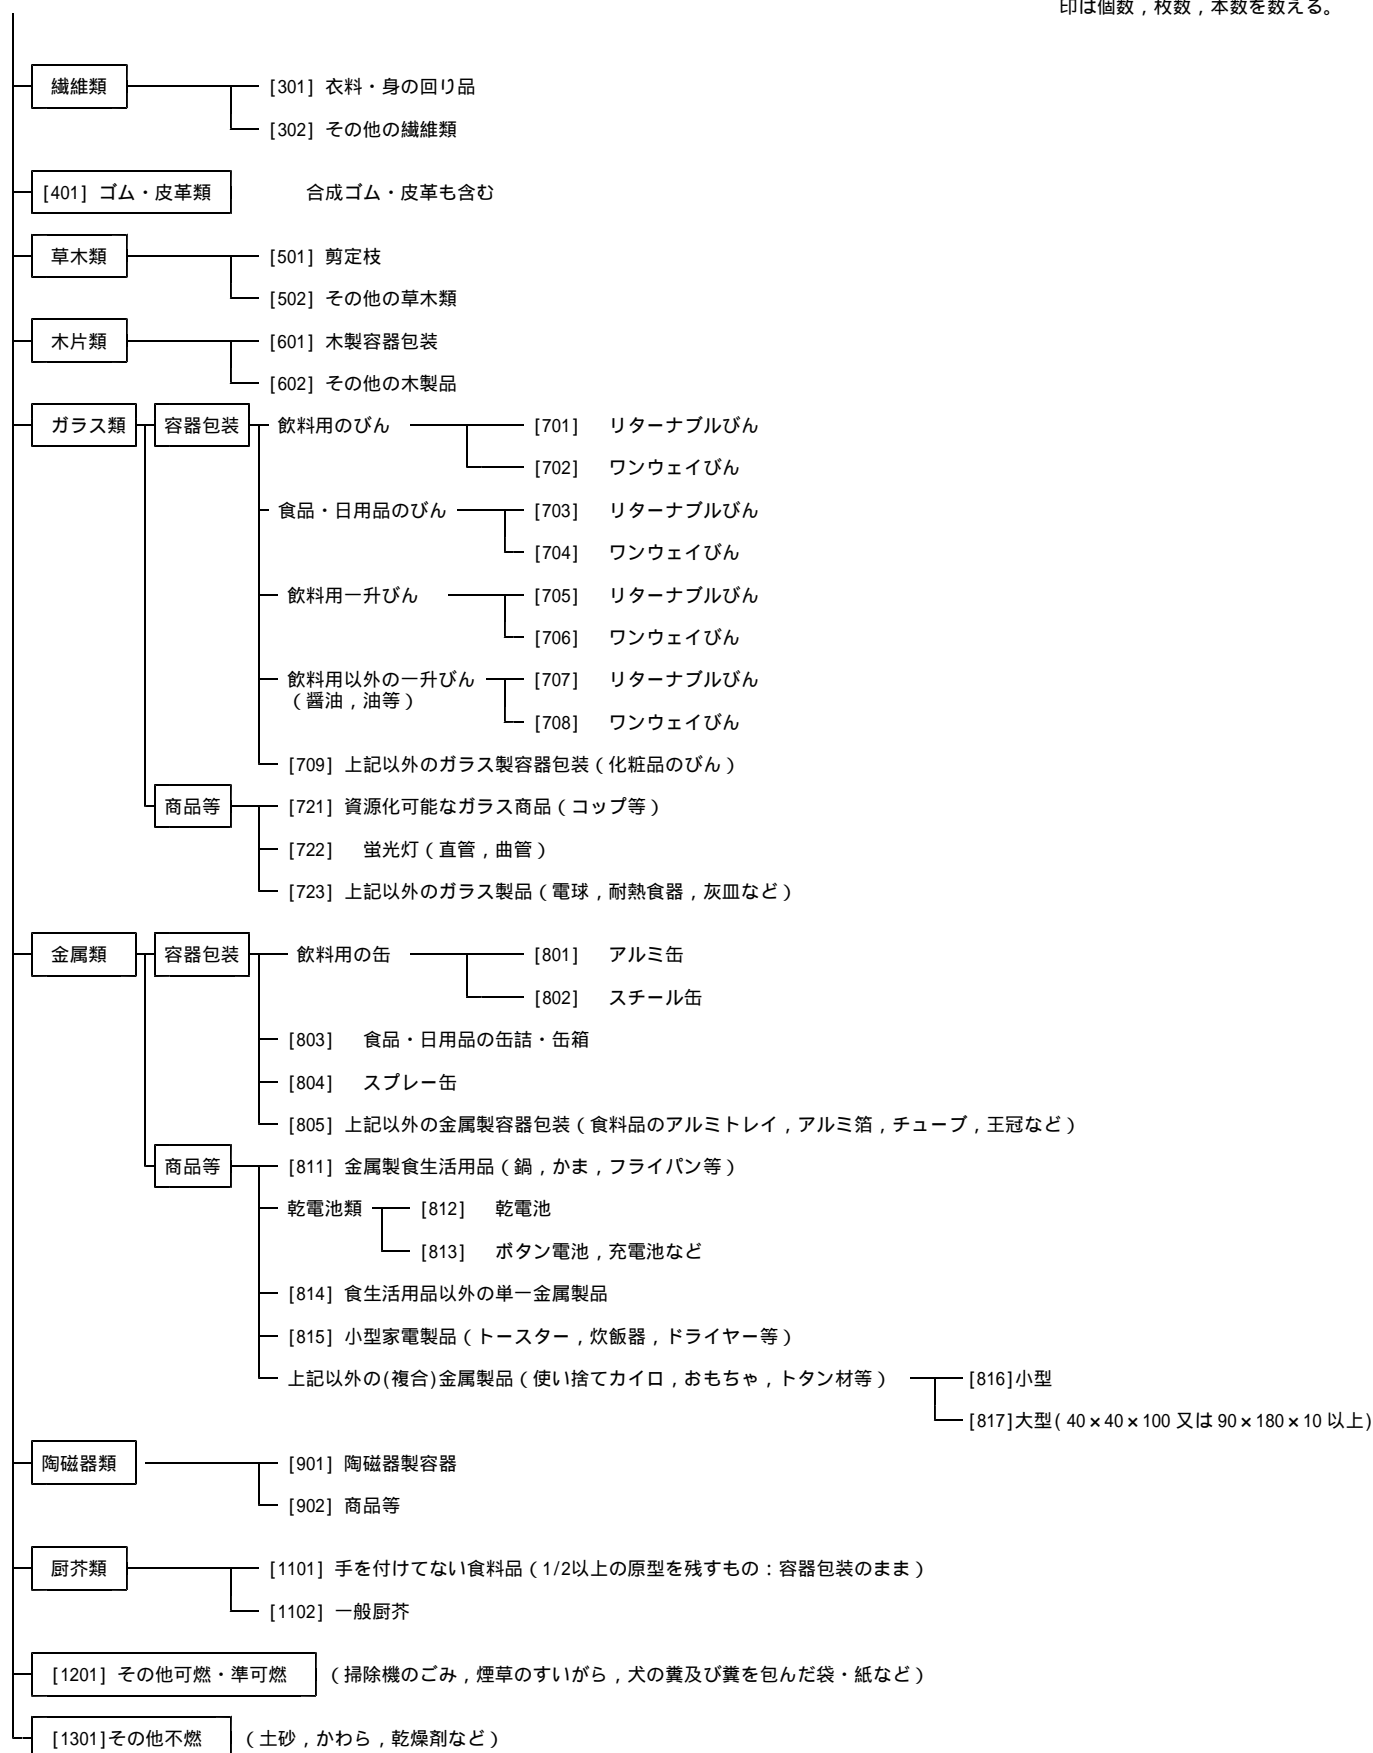 印は個数，枚数，本数を数える。
繊維類 [301] 衣料・身の回り品
[302] その他の繊維類
[401] ゴム・皮革類 合成ゴム・皮革も含む
草木類 [501] 剪定枝
[502] その他の草木類
木片類 [601] 木製容器包装
[602] その他の木製品
ガラス類 容器包装 飲料用のびん [701] リターナブルびん
[702] ワンウェイびん
食品・日用品のびん [703] リターナブルびん
[704] ワンウェイびん
飲料用一升びん [705] リターナブルびん
[706] ワンウェイびん
飲料用以外の一升びん [707] リターナブルびん
（醤油，油等）
[708] ワンウェイびん
[709] 上記以外のガラス製容器包装（化粧品のびん）
商品等 [721] 資源化可能なガラス商品（コップ等）
[722] 蛍光灯（直管，曲管）
[723] 上記以外のガラス製品（電球，耐熱食器，灰皿など）
金属類 容器包装 飲料用の缶 [801] アルミ缶
[802] スチール缶
[803] 食品・日用品の缶詰・缶箱
[804] スプレー缶
[805] 上記以外の金属製容器包装（食料品のアルミトレイ，アルミ箔，チューブ，王冠など）
商品等 [811] 金属製食生活用品（鍋，かま，フライパン等）
乾電池類 [812] 乾電池
[813] ボタン電池，充電池など
[814] 食生活用品以外の単一金属製品
[815] 小型家電製品（トースター，炊飯器，ドライヤー等）
上記以外の(複合)金属製品（使い捨てカイロ，おもちゃ，トタン材等） [816]小型
[817]大型(40×40×100 又は 90×180×10 以上)
陶磁器類 [901] 陶磁器製容器
[902] 商品等
厨芥類 [1101] 手を付けてない食料品（1/2以上の原型を残すもの：容器包装のまま）
[1102] 一般厨芥
[1201] その他可燃・準可燃 （掃除機のごみ，煙草のすいがら，犬の糞及び糞を包んだ袋・紙など）
[1301]その他不燃 （土砂，かわら，乾燥剤など）